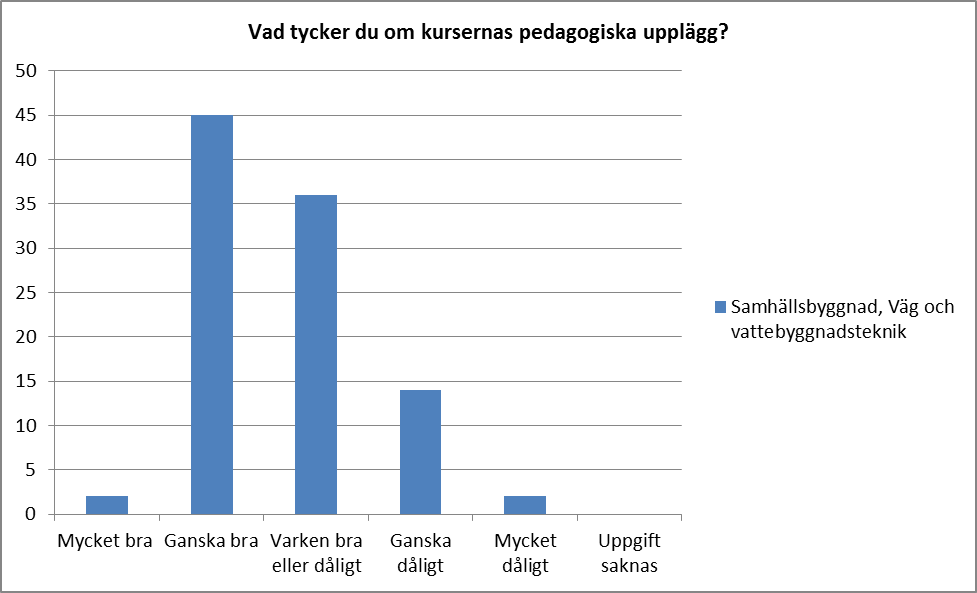 Vad tycker du om kursernas pedagogiska upplägg?
50
45
40
35
30
25
20
15
10
5
0
Mycket bra
Ganska bra
Varken bra
eller dåligt
Ganska
dåligt
Mycket
dåligt
Uppgift
saknas
Samhällsbyggnad, Väg och
vattebyggnadsteknik